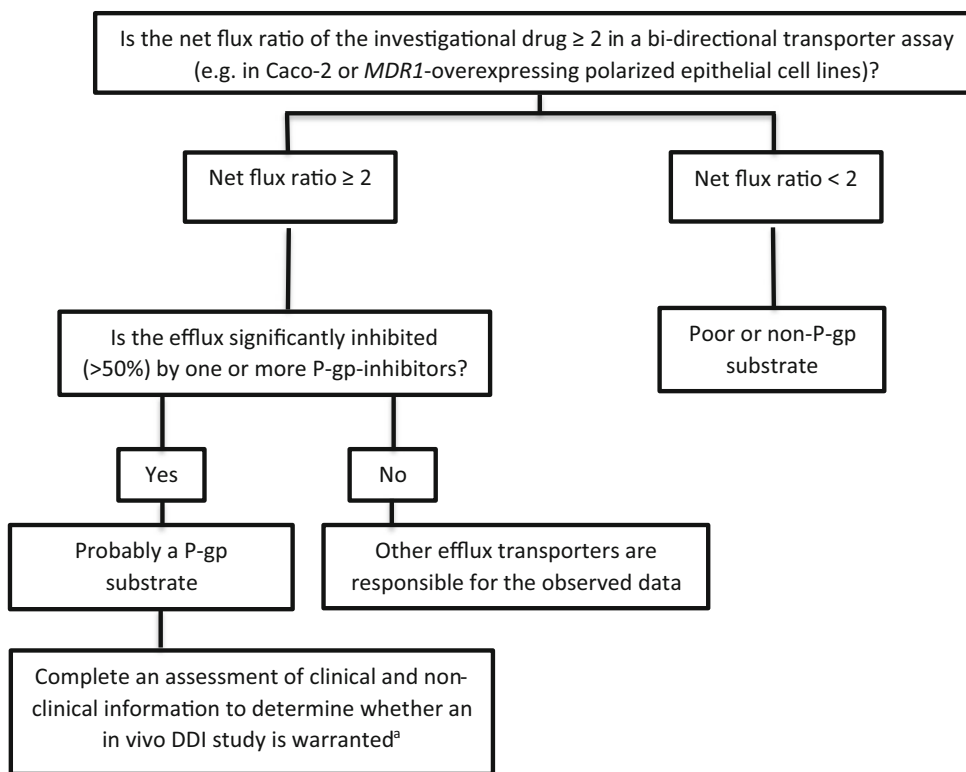 Is the net flux ratio of the investigational drug ≥ 2 in a bi-directional transporter assay
(e.g. in Caco-2 or MDR1-overexpressing polarized epithelial cell lines)?
Net flux ratio ≥ 2
Net flux ratio < 2
Is the efflux significantly inhibited
(>50%) by one or more P-gp-inhibitors?
Poor or non-P-gp
substrate
Yes
No
Probably a P-gp
substrate
Other efflux transporters are
responsible for the observed data
Complete an assessment of clinical and non-
clinical information to determine whether an
in vivo DDI study is warrantedᵃ